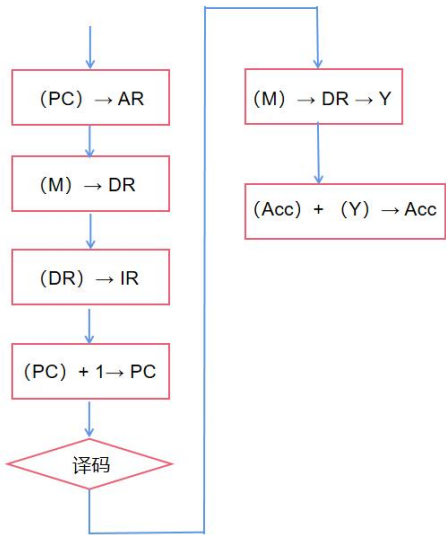 （PC）→ AR
（M）→ DR
（DR）→ IR
（PC）+ 1→ PC
译码
（M）→ DR → Y
（Acc）+ （Y）→ Acc